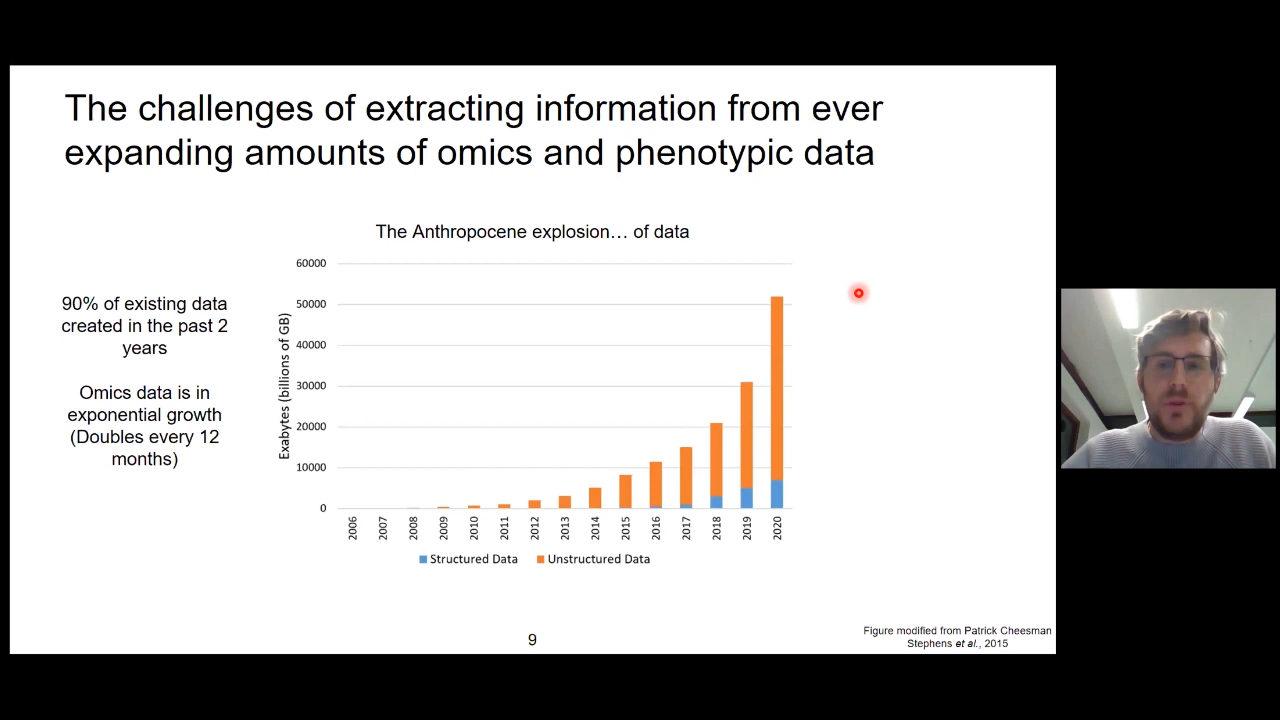 The challenges of extracting information from ever
expanding amounts of omics and phenotypic data
The Anthropocene explosion… of data
90% of existing data
created in the past 2
years
Omics data is in
exponential growth
(Doubles every 12
months)
Exabytes (billions of GB)
60000
50000
40000
30000
20000
10000
0
2006
2007
2008
2009
2010
2011
2012
2013
2014
2015
2016
2017
2018
2019
2020
Structured Data
Unstructured Data
9
Figure modified from Patrick Cheesman
Stephens et al., 2015